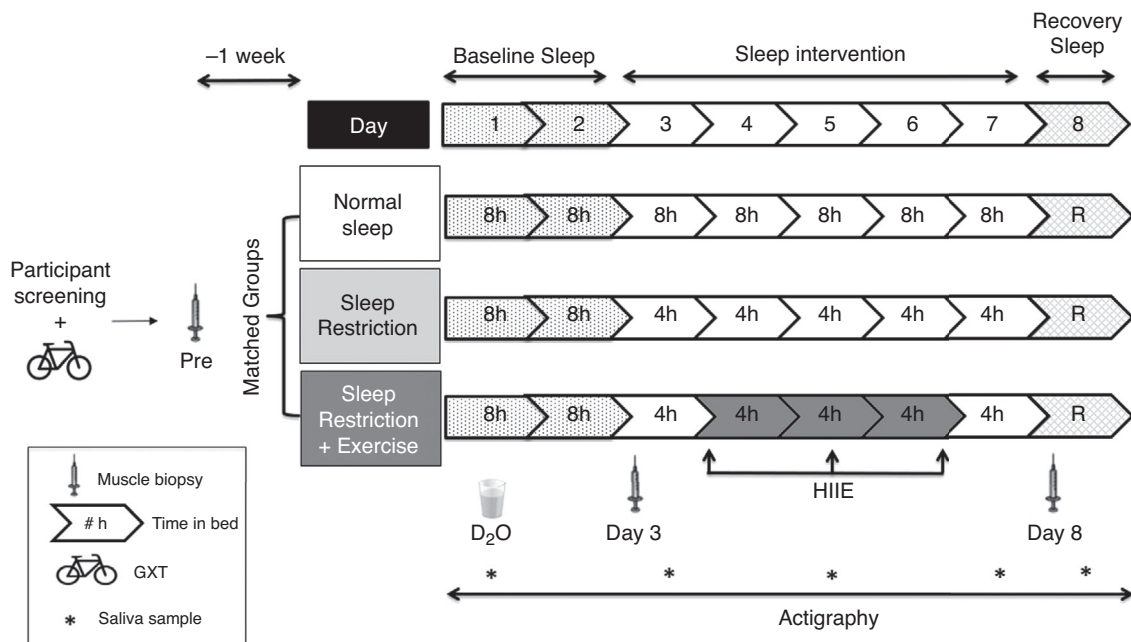 –1 week
Baseline Sleep
Sleep intervention
Recovery
Sleep
Day
1 2 3 4 5 6 7 8
Normal
sleep
8h 8h 8h 8h 8h 8h 8h R
Participant
screening
+
Pre
Matched Groups
Sleep
Restriction
8h 8h 4h 4h 4h 4h 4h R
Sleep
Restriction
+ Exercise
8h 8h 4h 4h 4h 4h 4h R
HIIE
D₂O
Day 3
Day 8
* * * * *
Actigraphy
Muscle biopsy
# h Time in bed
GXT
* Saliva sample